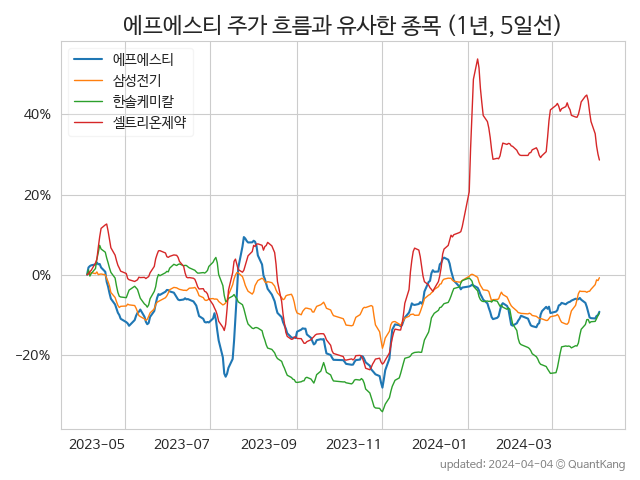 에프에스티 주가 흐름과 유사한 종목 (1년, 5일선)
에프에스티
삼성전기
한솔케미칼
셀트리온제약
40%
20%
0%
−20%
2023-05 2023-07 2023-09 2023-11 2024-01 2024-03
updated: 2024-04-04 © QuantKang